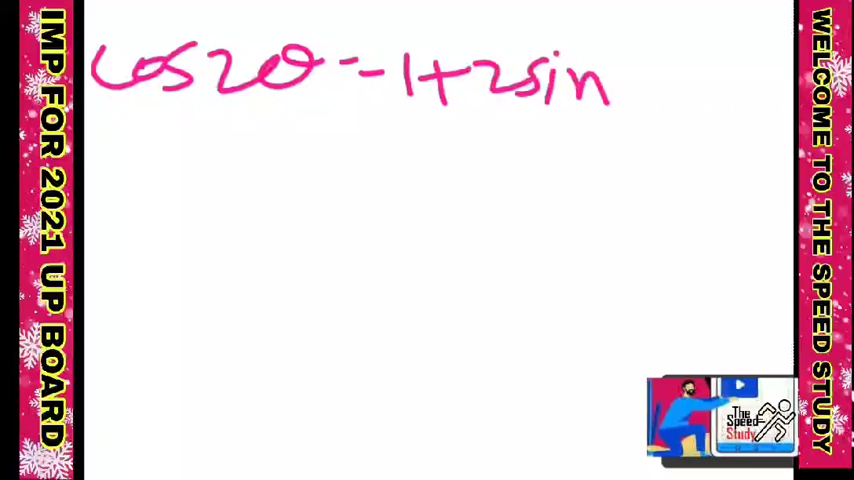 cos2θ = -1+2sin
IMP FOR 2021 UP BOARD
WELCOME TO THE SPEED STUDY
The
Speed
Study